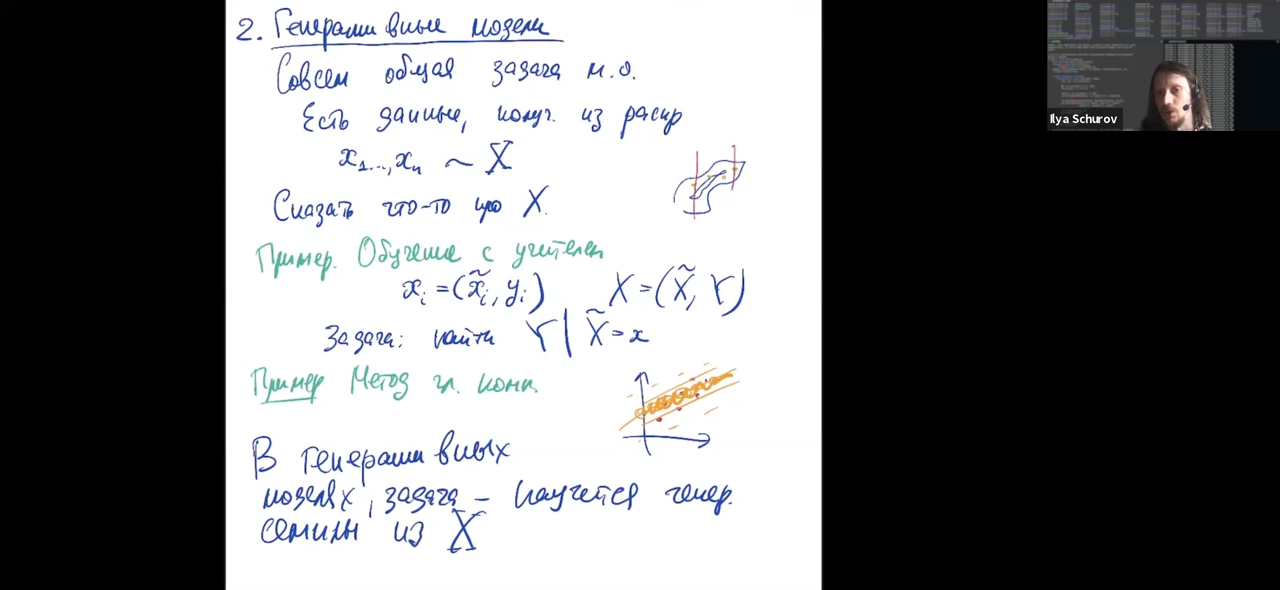 2. Генеративные модели
Совсем общая задача м.о.
Есть данные, получ. из распр
x₁...,xₙ ~ X
Сказать что-то про X.
Пример. Обучение с учителем
xᵢ = (x̃ᵢ, yᵢ) X = (X̃, Y)
Задача: найти Y | X̃ = x
Пример Метод гл. комп.
В генеративных
моделях, задача – научится генер.
семплы из X
Ilya Schurov